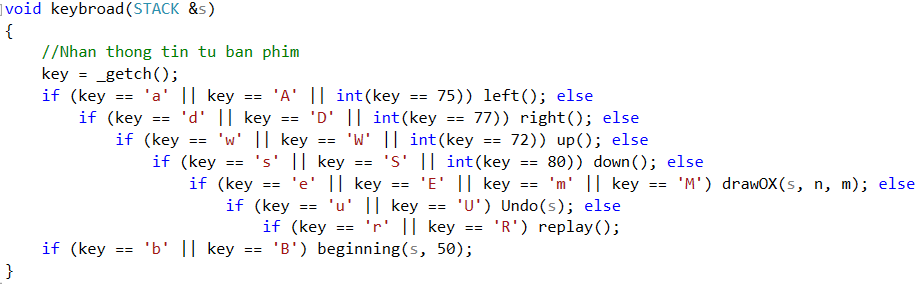 void keybroad(STACK &s)
{
//Nhan thong tin tu ban phim
key = _getch();
if (key == 'a' || key == 'A' || int(key == 75)) left(); else
if (key == 'd' || key == 'D' || int(key == 77)) right(); else
if (key == 'w' || key == 'W' || int(key == 72)) up(); else
if (key == 's' || key == 'S' || int(key == 80)) down(); else
if (key == 'e' || key == 'E' || key == 'm' || key == 'M') drawOX(s, n, m); else
if (key == 'u' || key == 'U') Undo(s); else
if (key == 'r' || key == 'R') replay();
if (key == 'b' || key == 'B') beginning(s, 50);
}